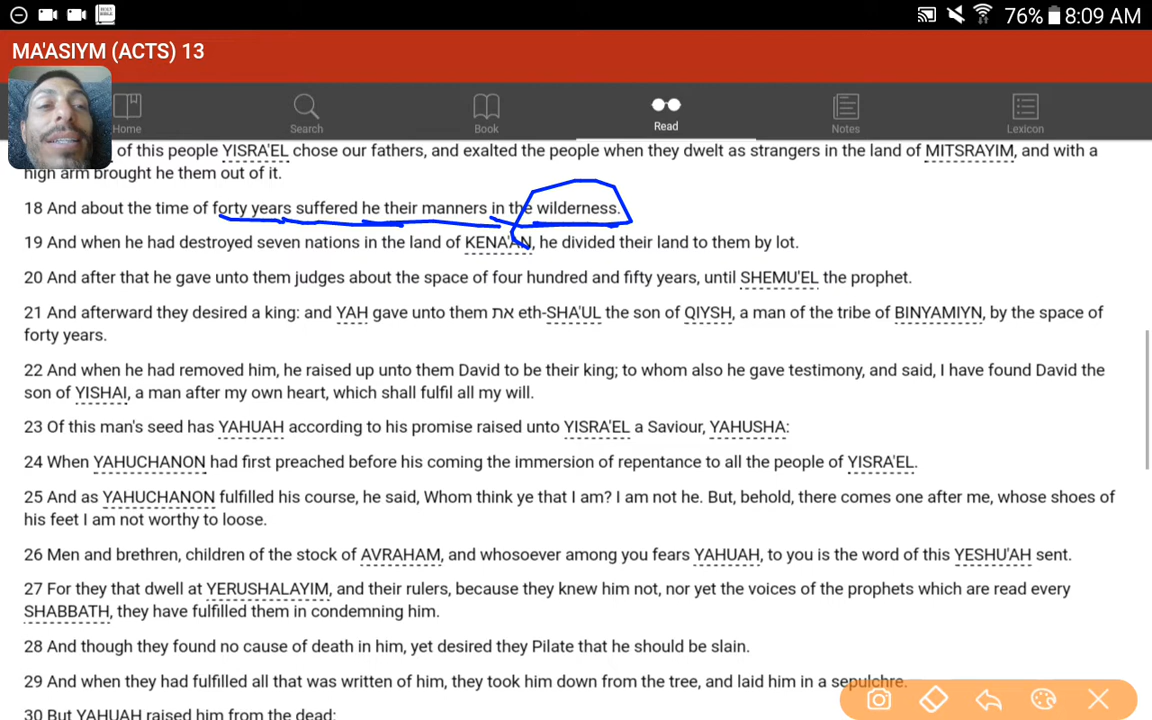 76% 8:09 AM
MA'ASIYM (ACTS) 13
Home Search Book Read Notes Lexicon
of this people YISRA'EL chose our fathers, and exalted the people when they dwelt as strangers in the land of MITSRAYIM, and with a
high arm brought he them out of it.
18 And about the time of forty years suffered he their manners in the wilderness.
19 And when he had destroyed seven nations in the land of KENA'AN, he divided their land to them by lot.
20 And after that he gave unto them judges about the space of four hundred and fifty years, until SHEMU'EL the prophet.
21 And afterward they desired a king: and YAH gave unto them את eth-SHA'UL the son of QIYSH, a man of the tribe of BINYAMIYN, by the space of
forty years.
22 And when he had removed him, he raised up unto them David to be their king; to whom also he gave testimony, and said, I have found David the
son of YISHAI, a man after my own heart, which shall fulfil all my will.
23 Of this man's seed has YAHUAH according to his promise raised unto YISRA'EL a Saviour, YAHUSHA:
24 When YAHUCHANON had first preached before his coming the immersion of repentance to all the people of YISRA'EL.
25 And as YAHUCHANON fulfilled his course, he said, Whom think ye that I am? I am not he. But, behold, there comes one after me, whose shoes of
his feet I am not worthy to loose.
26 Men and brethren, children of the stock of AVRAHAM, and whosoever among you fears YAHUAH, to you is the word of this YESHU'AH sent.
27 For they that dwell at YERUSHALAYIM, and their rulers, because they knew him not, nor yet the voices of the prophets which are read every
SHABBATH, they have fulfilled them in condemning him.
28 And though they found no cause of death in him, yet desired they Pilate that he should be slain.
29 And when they had fulfilled all that was written of him, they took him down from the tree, and laid him in a sepulchre.
30 But YAHUAH raised him from the dead: